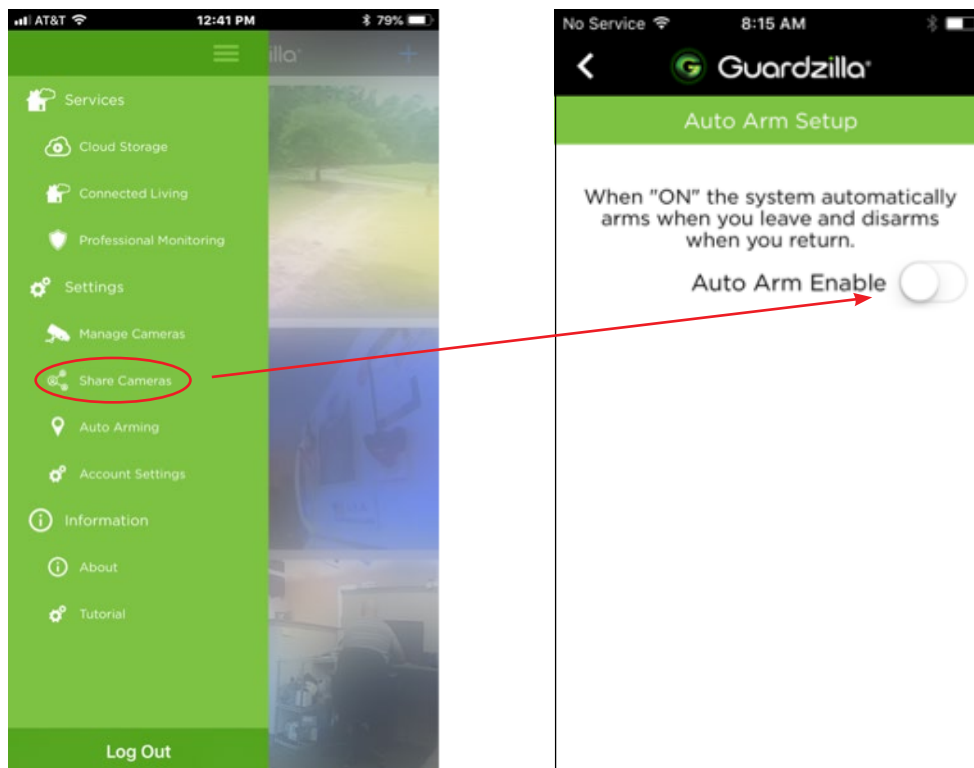 AT&T 12:41 PM 79%
illa
+
Services
Cloud Storage
Connected Living
Professional Monitoring
Settings
Manage Cameras
Share Cameras
Auto Arming
Account Settings
Information
About
Tutorial
Log Out
No Service 8:15 AM
G Guardzilla
Auto Arm Setup
When "ON" the system automatically
arms when you leave and disarms
when you return.
Auto Arm Enable